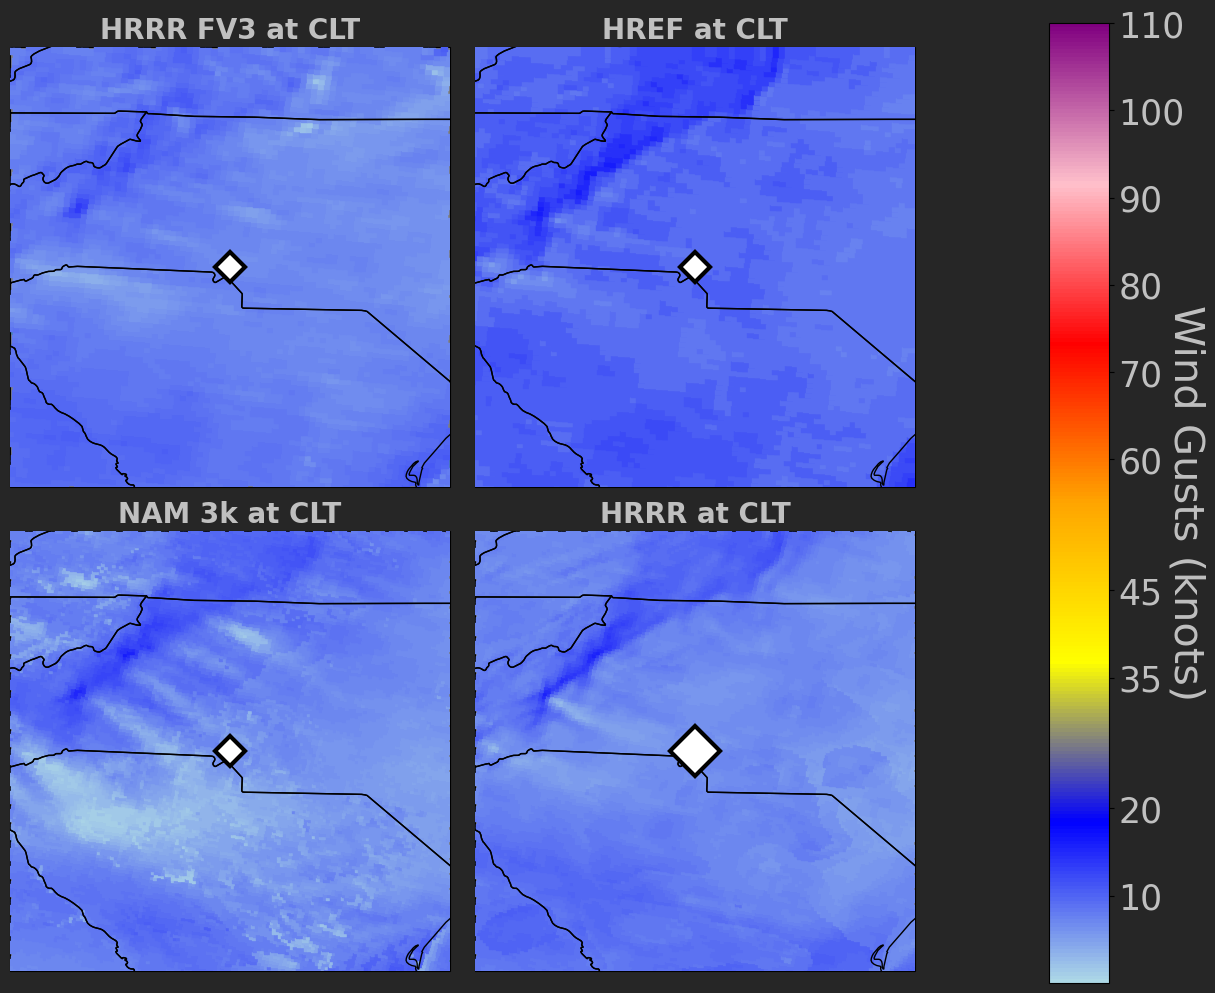 HRRR FV3 at CLT
HREF at CLT
NAM 3k at CLT
HRRR at CLT
110
100
90
80
70
60
45
35
20
10
Wind Gusts (knots)